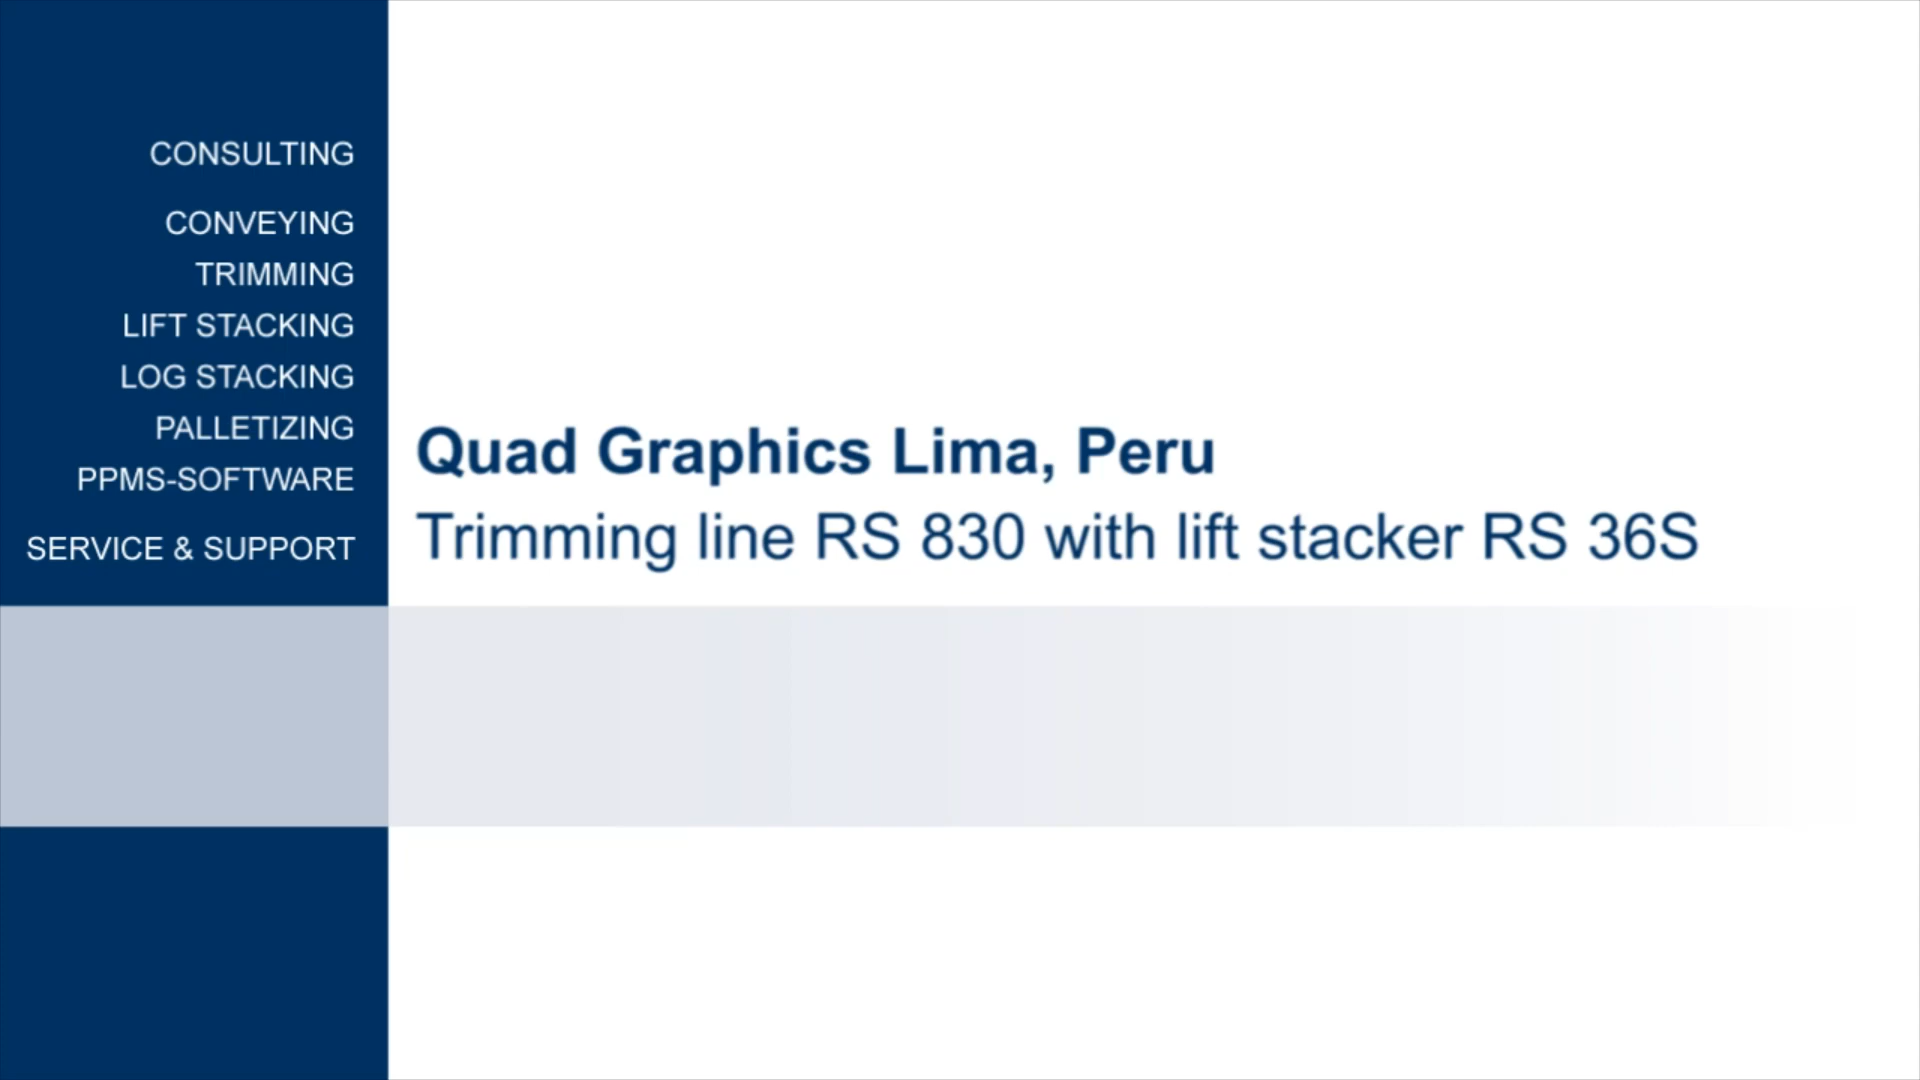 CONSULTING
CONVEYING
TRIMMING
LIFT STACKING
LOG STACKING
PALLETIZING
PPMS-SOFTWARE
SERVICE & SUPPORT
Quad Graphics Lima, Peru
Trimming line RS 830 with lift stacker RS 36S